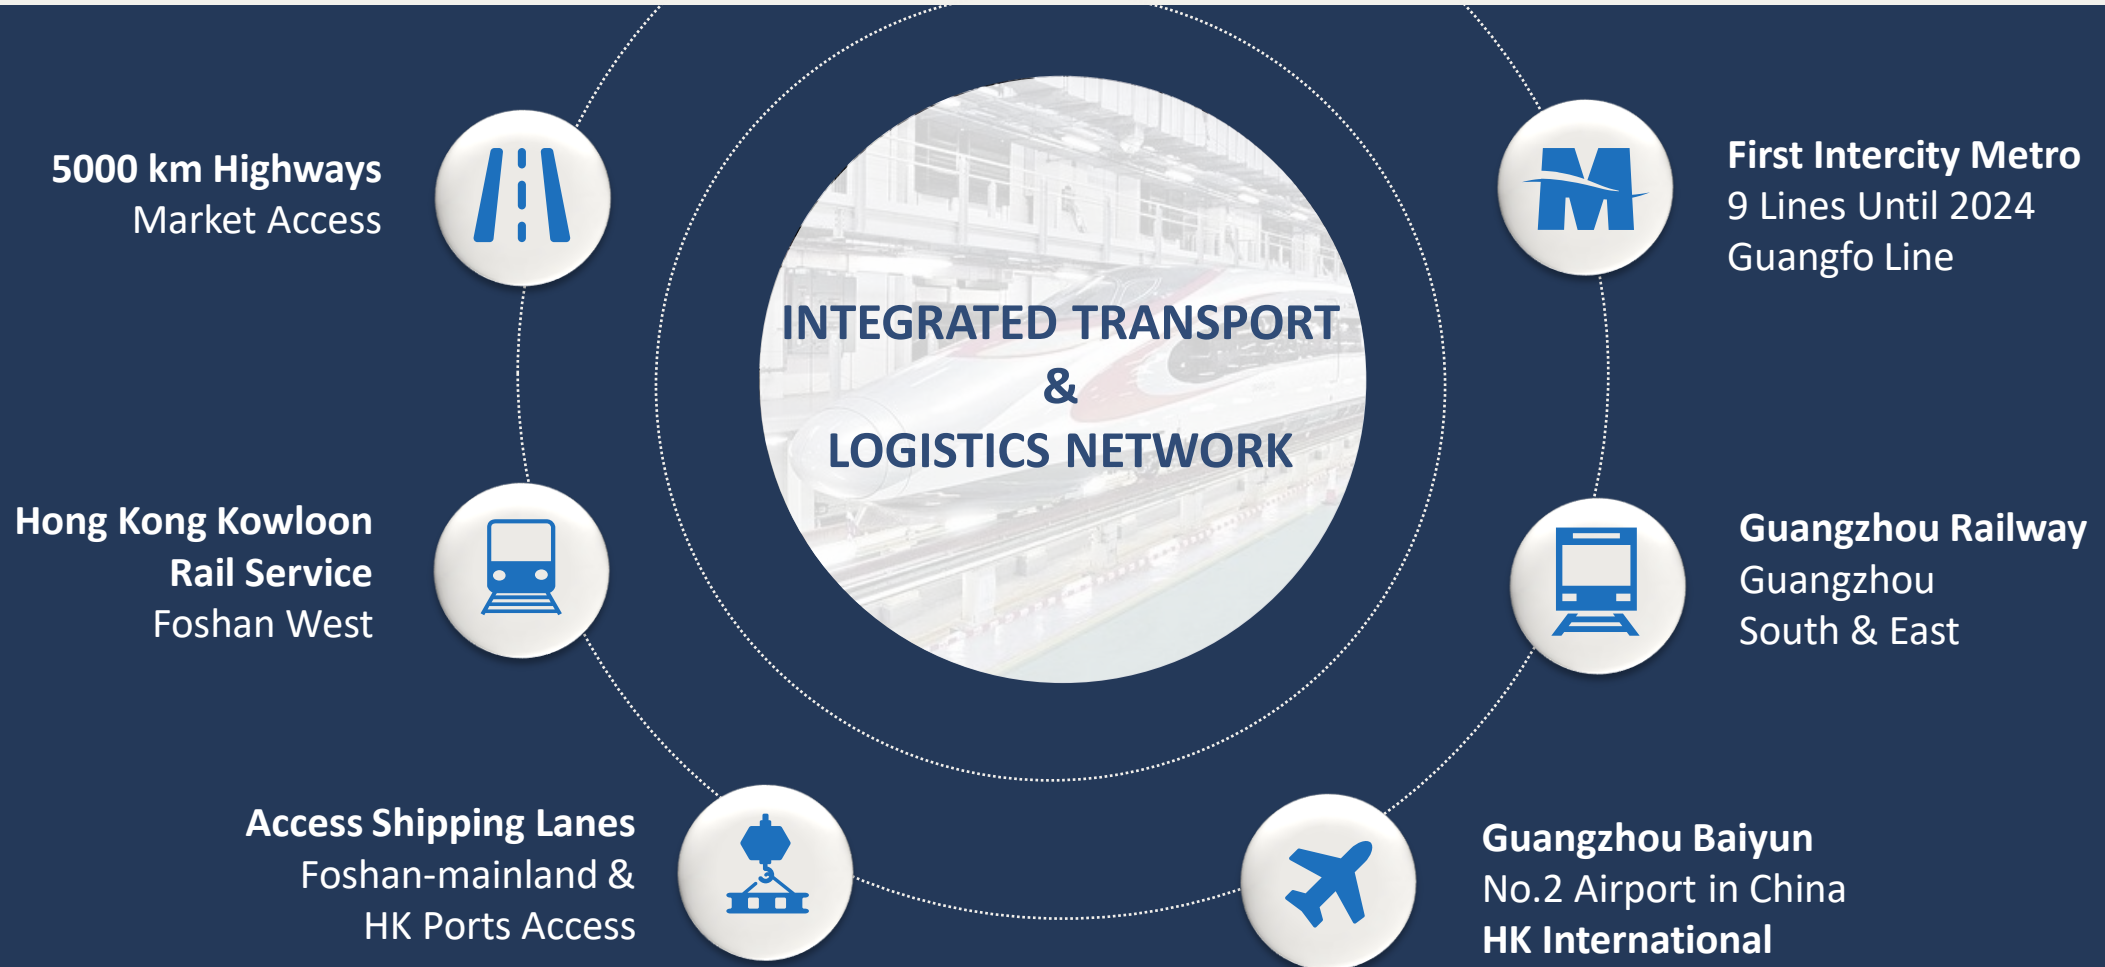 5000 km Highways
Market Access
Hong Kong Kowloon
Rail Service
Foshan West
Access Shipping Lanes
Foshan-mainland &
HK Ports Access
INTEGRATED TRANSPORT
&
LOGISTICS NETWORK
First Intercity Metro
9 Lines Until 2024
Guangfo Line
Guangzhou Railway
Guangzhou
South & East
Guangzhou Baiyun
No.2 Airport in China
HK International